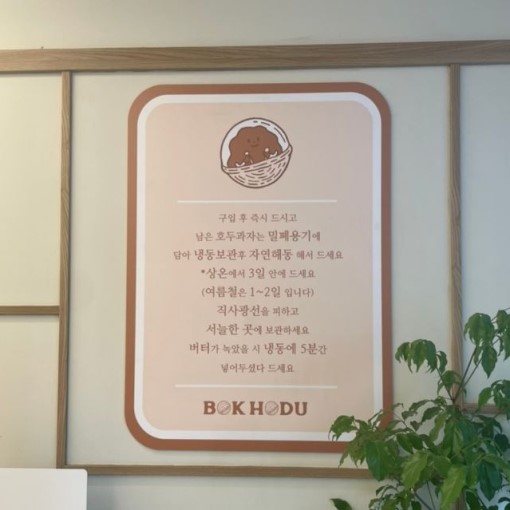 구입 후 즉시 드시고
남은 호두과자는 밀폐용기에
담아 냉동보관후 자연해동 해서 드세요
*상온에서 3일 안에 드세요
(여름철은 1~2일 입니다)
직사광선을 피하고
서늘한 곳에 보관하세요
버터가 녹았을 시 냉동에 5분간
넣어두셨다 드세요
BOK HODU